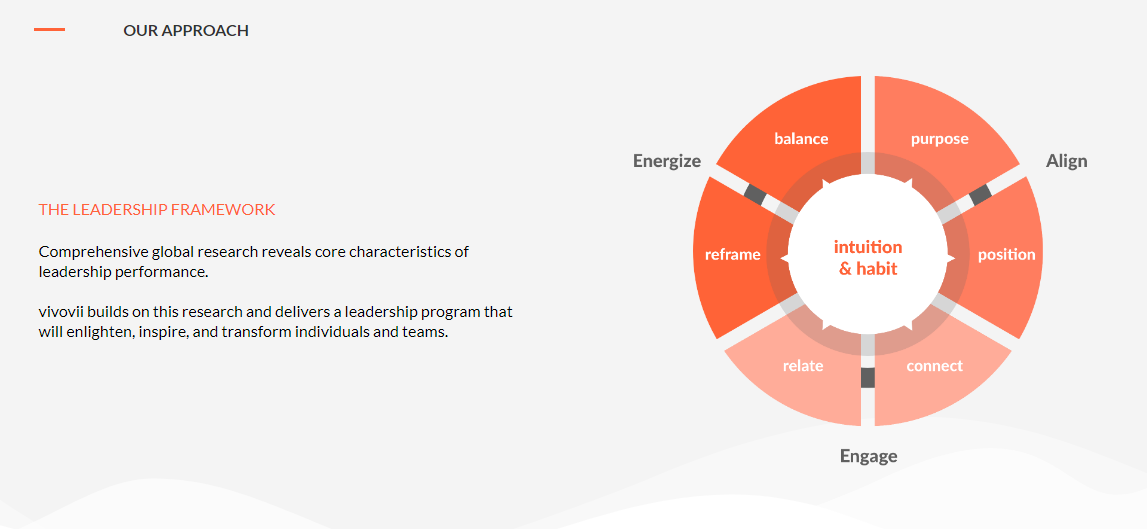 OUR APPROACH
THE LEADERSHIP FRAMEWORK
Comprehensive global research reveals core characteristics of
leadership performance.
vivovii builds on this research and delivers a leadership program that
will enlighten, inspire, and transform individuals and teams.
balance
purpose
Energize
Align
reframe
intuition
& habit
position
relate
connect
Engage